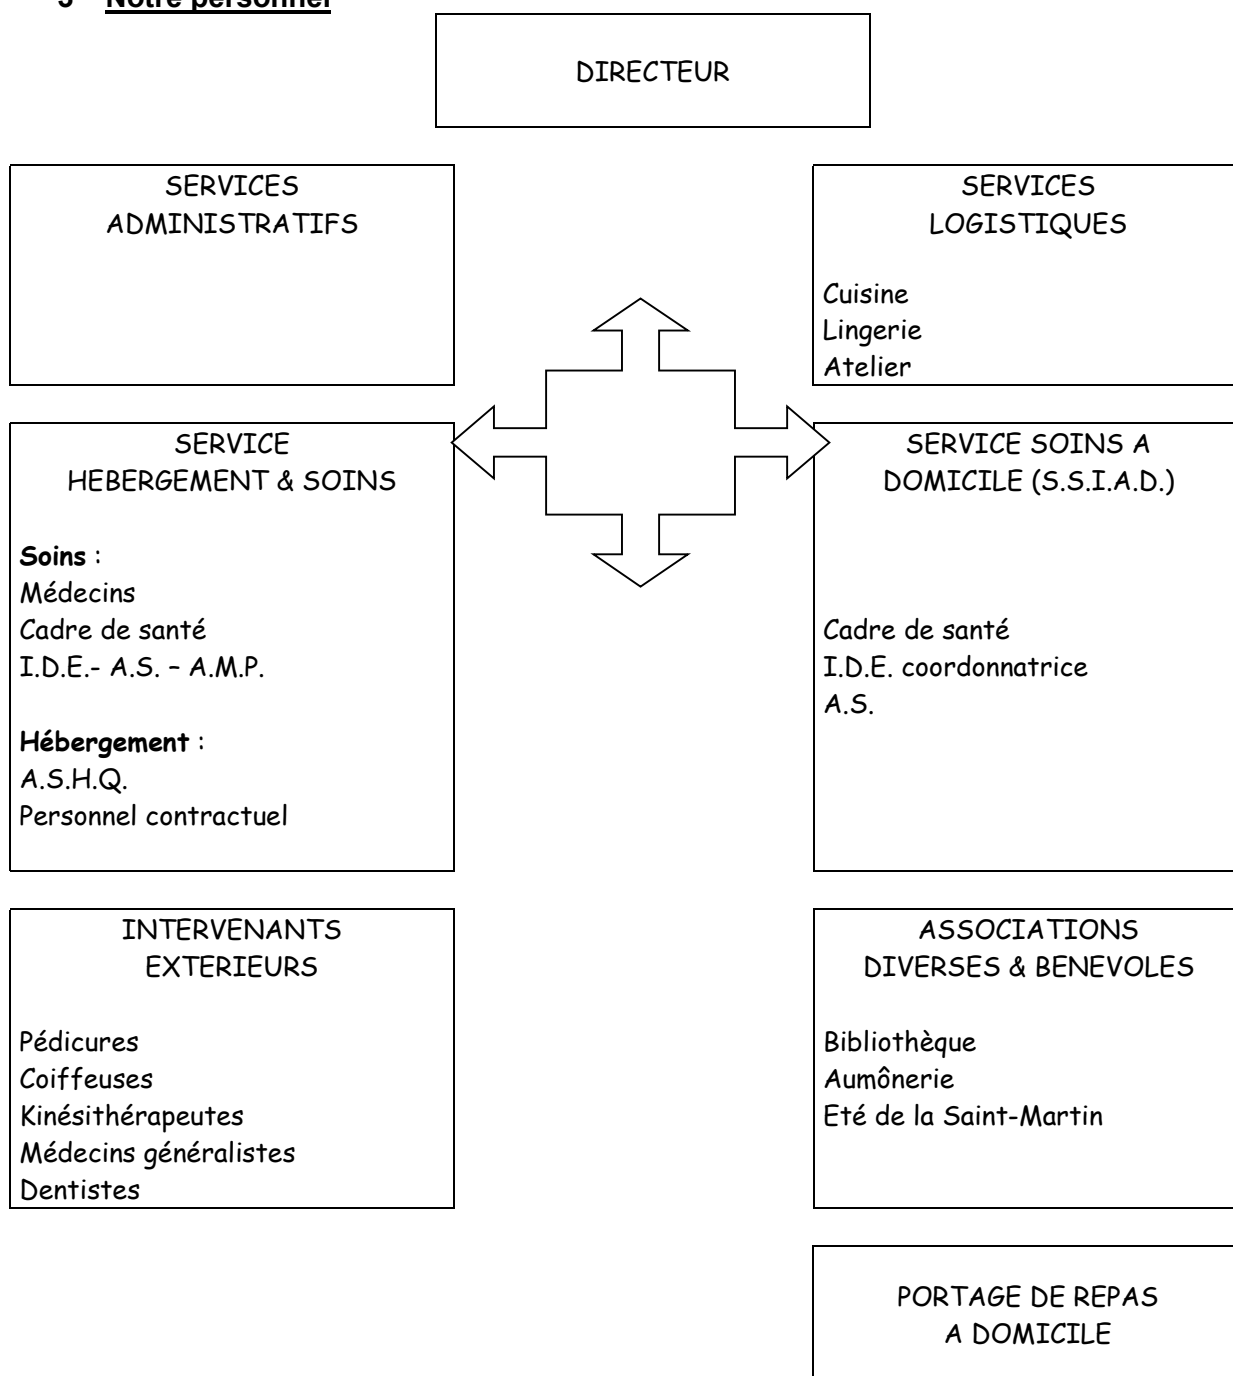 3 Notre personnel
DIRECTEUR
SERVICES
ADMINISTRATIFS
SERVICES
LOGISTIQUES
Cuisine
Lingerie
Atelier
SERVICE
HEBERGEMENT & SOINS
Soins :
Médecins
Cadre de santé
I.D.E.- A.S. – A.M.P.
Hébergement :
A.S.H.Q.
Personnel contractuel
SERVICE SOINS A
DOMICILE (S.S.I.A.D.)
Cadre de santé
I.D.E. coordonnatrice
A.S.
INTERVENANTS
EXTERIEURS
Pédicures
Coiffeuses
Kinésithérapeutes
Médecins généralistes
Dentistes
ASSOCIATIONS
DIVERSES & BENEVOLES
Bibliothèque
Aumônerie
Eté de la Saint-Martin
PORTAGE DE REPAS
A DOMICILE